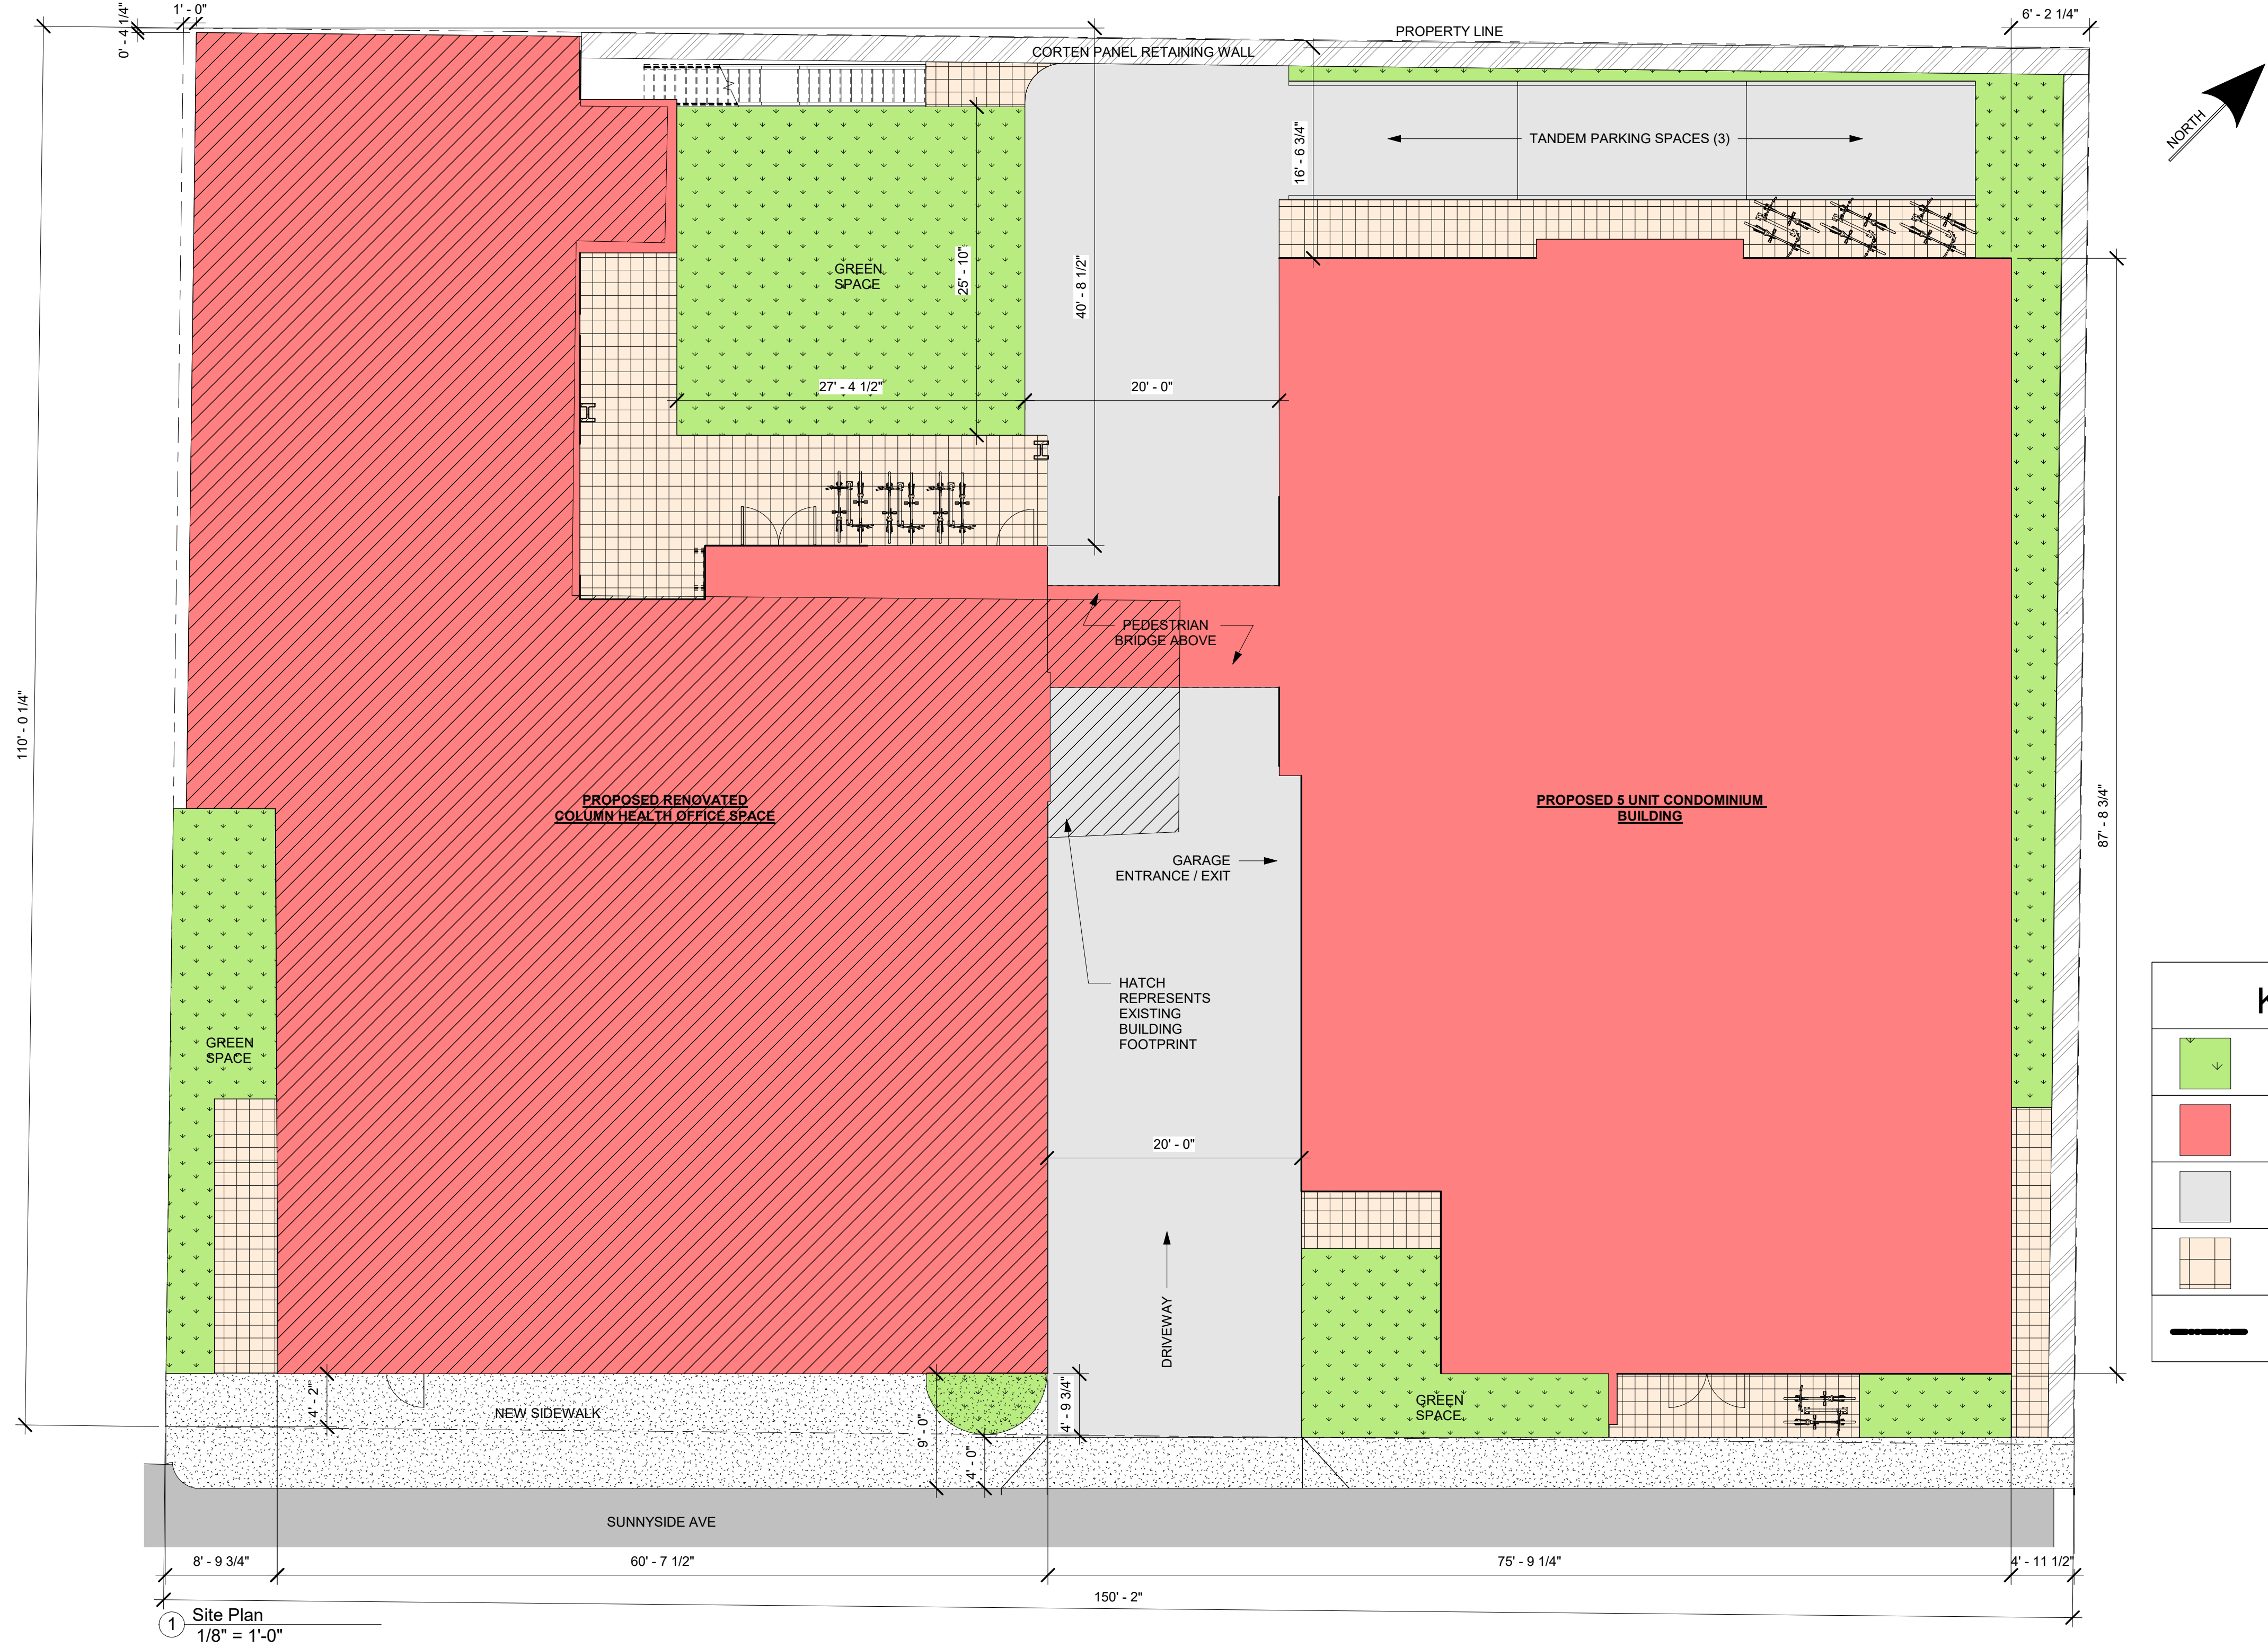 1' - 0"
0' - 4 1/4"
6' - 2 1/4"
PROPERTY LINE
CORTEN PANEL RETAINING WALL
NORTH
TANDEM PARKING SPACES (3)
16' - 6 3/4"
GREEN
SPACE
25' - 10"
40' - 8 1/2"
27' - 4 1/2"
20' - 0"
PEDESTRIAN
BRIDGE ABOVE
110' - 0 1/4"
PROPOSED RENOVATED
COLUMN HEALTH OFFICE SPACE
PROPOSED 5 UNIT CONDOMINIUM
BUILDING
87' - 8 3/4"
GARAGE
ENTRANCE / EXIT
HATCH
REPRESENTS
EXISTING
BUILDING
FOOTPRINT
GREEN
SPACE
20' - 0"
DRIVEWAY
4' - 2"
NEW SIDEWALK
9' - 0"
4' - 0"
4' - 9 3/4"
GREEN
SPACE
SUNNYSIDE AVE
8' - 9 3/4"
60' - 7 1/2"
75' - 9 1/4"
4' - 11 1/2"
150' - 2"
1 Site Plan
1/8" = 1'-0"